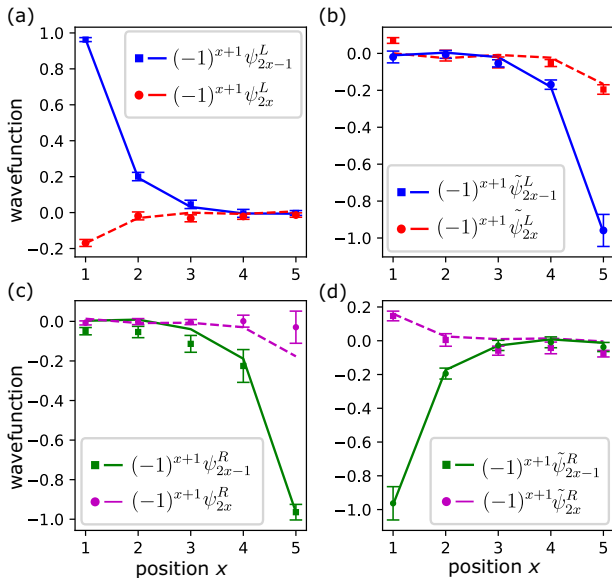 (a)
(b)
wavefunction
1.0
0.8
0.6
0.4
0.2
0.0
−0.2
(−1)^{x+1}ψ^L_{2x−1}
(−1)^{x+1}ψ^L_{2x}
1 2 3 4 5
0.0
−0.2
−0.4
−0.6
−0.8
−1.0
(−1)^{x+1}ψ̃^L_{2x−1}
(−1)^{x+1}ψ̃^L_{2x}
1 2 3 4 5
(c)
(d)
wavefunction
0.0
−0.2
−0.4
−0.6
−0.8
−1.0
(−1)^{x+1}ψ^R_{2x−1}
(−1)^{x+1}ψ^R_{2x}
1 2 3 4 5
position x
0.2
0.0
−0.2
−0.4
−0.6
−0.8
−1.0
(−1)^{x+1}ψ̃^R_{2x−1}
(−1)^{x+1}ψ̃^R_{2x}
1 2 3 4 5
position x